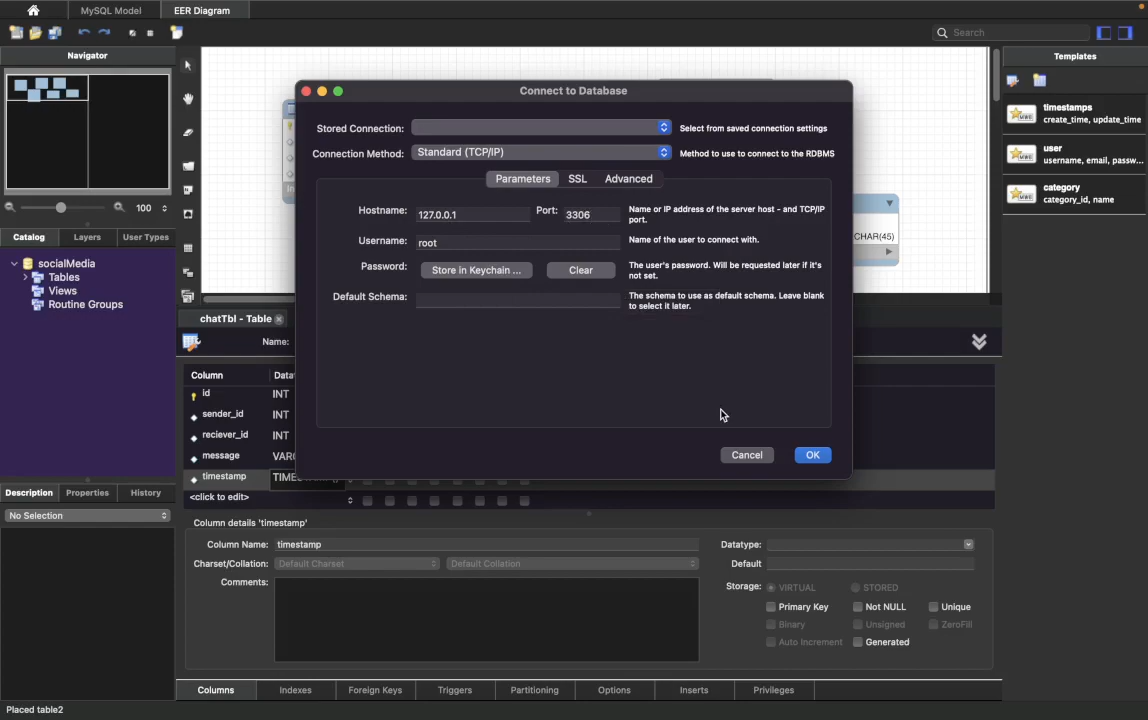 MySQL Model
EER Diagram
Search
Navigator
Templates
timestamps
create_time, update_time
user
username, email, passw...
category
category_id, name
100
Catalog
Layers
User Types
socialMedia
Tables
Views
Routine Groups
Connect to Database
Stored Connection:
Select from saved connection settings
Connection Method:
Standard (TCP/IP)
Method to use to connect to the RDBMS
Parameters
SSL
Advanced
Hostname:
127.0.0.1
Port:
3306
Name or IP address of the server host - and TCP/IP
port.
Username:
root
Name of the user to connect with.
Password:
Store in Keychain ...
Clear
The user's password. Will be requested later if it's
not set.
Default Schema:
The schema to use as default schema. Leave blank
to select it later.
Cancel
OK
CHAR(45)
In
chatTbl - Table
Name:
Column
Data
id
INT
sender_id
INT
reciever_id
INT
message
VAR
timestamp
<click to edit>
Description
Properties
History
No Selection
Column details 'timestamp'
Column Name:
timestamp
Charset/Collation:
Default Charset
Default Collation
Comments:
Datatype:
Default
Storage:
VIRTUAL
STORED
Primary Key
Not NULL
Unique
Binary
Unsigned
ZeroFill
Auto Increment
Generated
Columns
Indexes
Foreign Keys
Triggers
Partitioning
Options
Inserts
Privileges
Placed table2